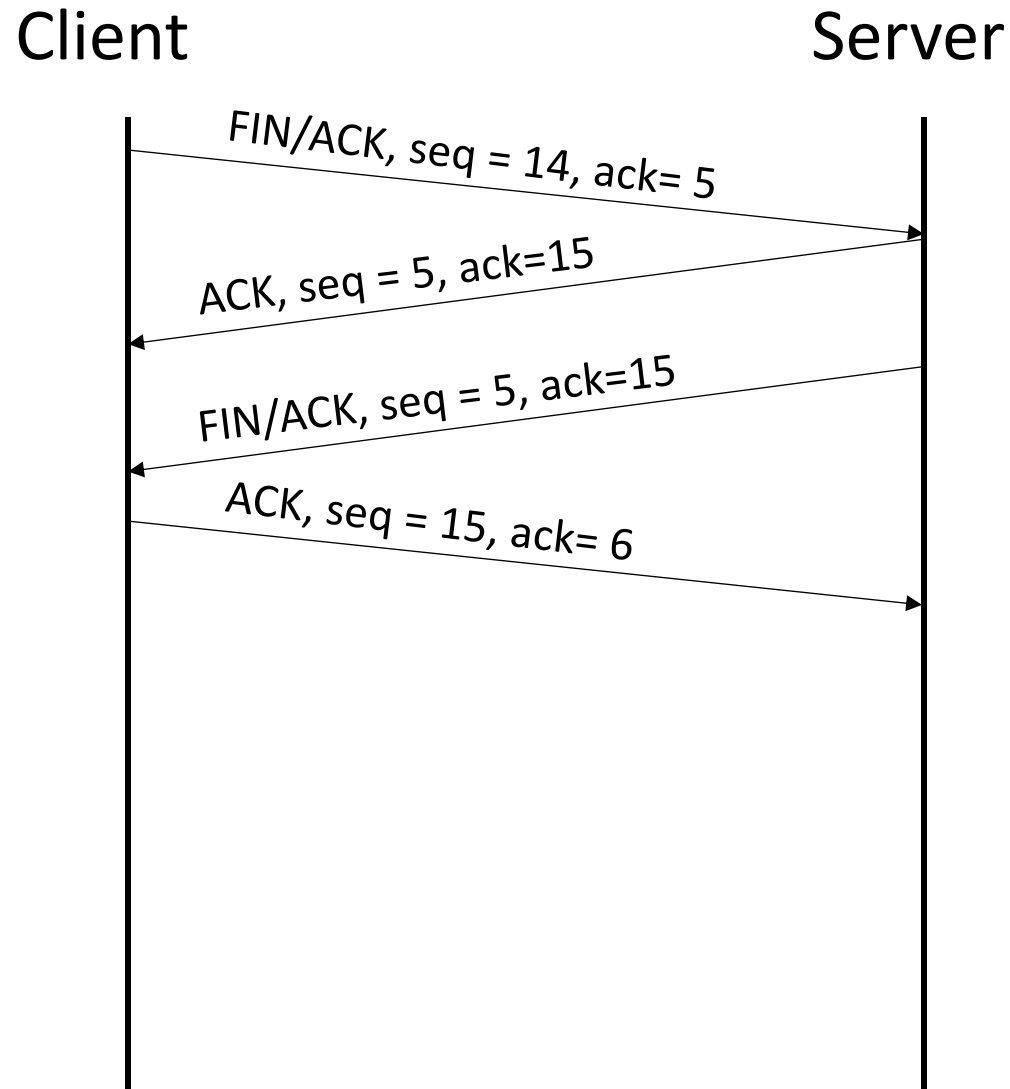 Client
Server
FIN/ACK, seq = 14, ack= 5
ACK, seq = 5, ack=15
FIN/ACK, seq = 5, ack=15
ACK, seq = 15, ack= 6